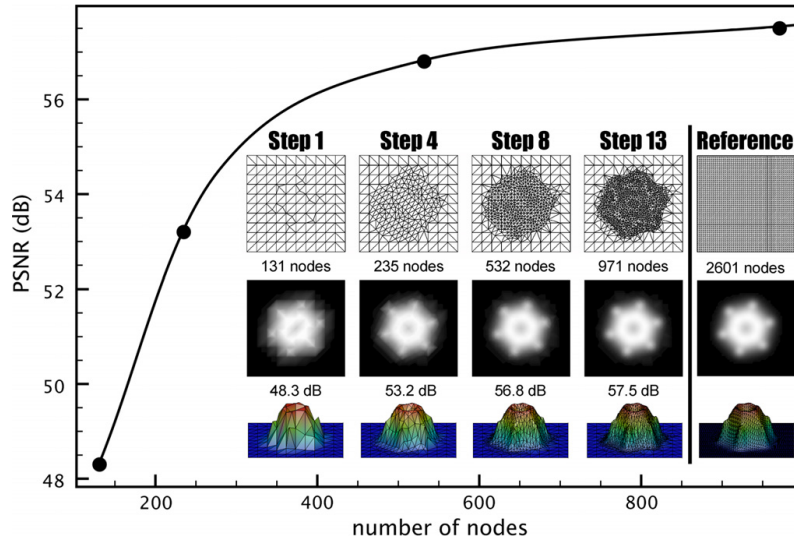 PSNR (dB)
56
54
52
50
48
Step 1 Step 4 Step 8 Step 13 Reference
131 nodes 235 nodes 532 nodes 971 nodes 2601 nodes
48.3 dB 53.2 dB 56.8 dB 57.5 dB
200 400 600 800
number of nodes